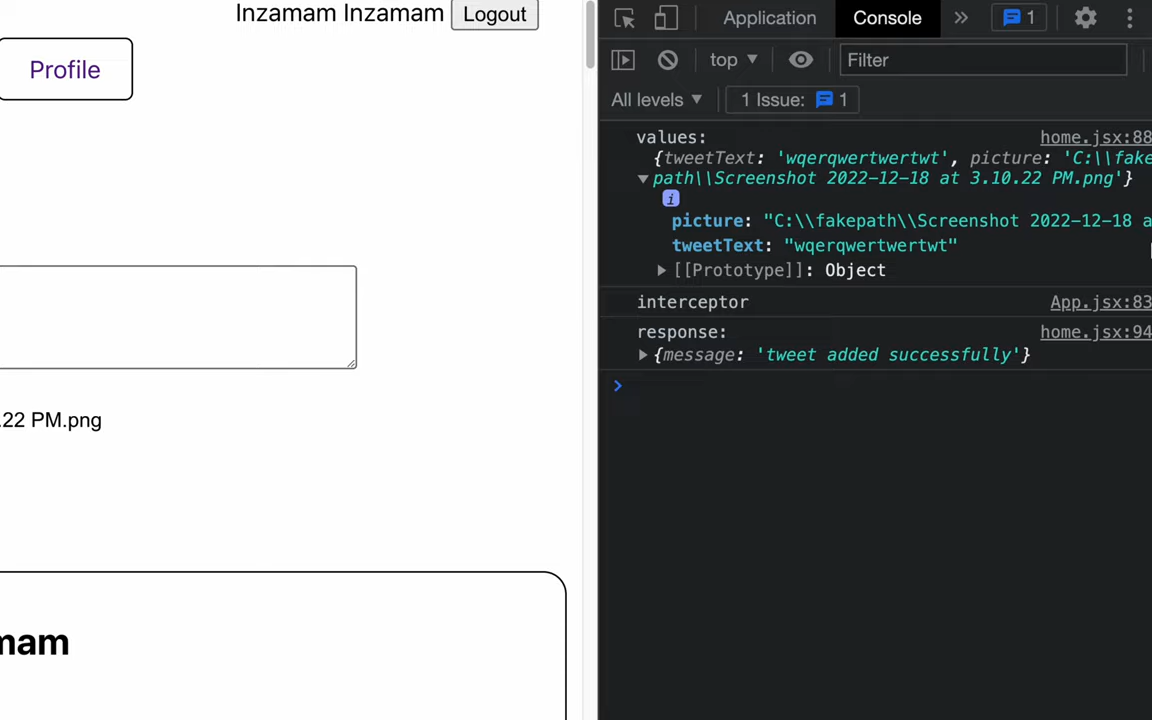 Inzamam Inzamam Logout
Profile
.22 PM.png
mam
Application Console 1
top Filter
All levels 1 Issue: 1
values: home.jsx:88
{tweetText: 'wqerqwertwertwt', picture: 'C:\\fake
path\\Screenshot 2022-12-18 at 3.10.22 PM.png'}
i
picture: "C:\\fakepath\\Screenshot 2022-12-18 a
tweetText: "wqerqwertwertwt"
[[Prototype]]: Object
interceptor App.jsx:83
response: home.jsx:94
{message: 'tweet added successfully'}